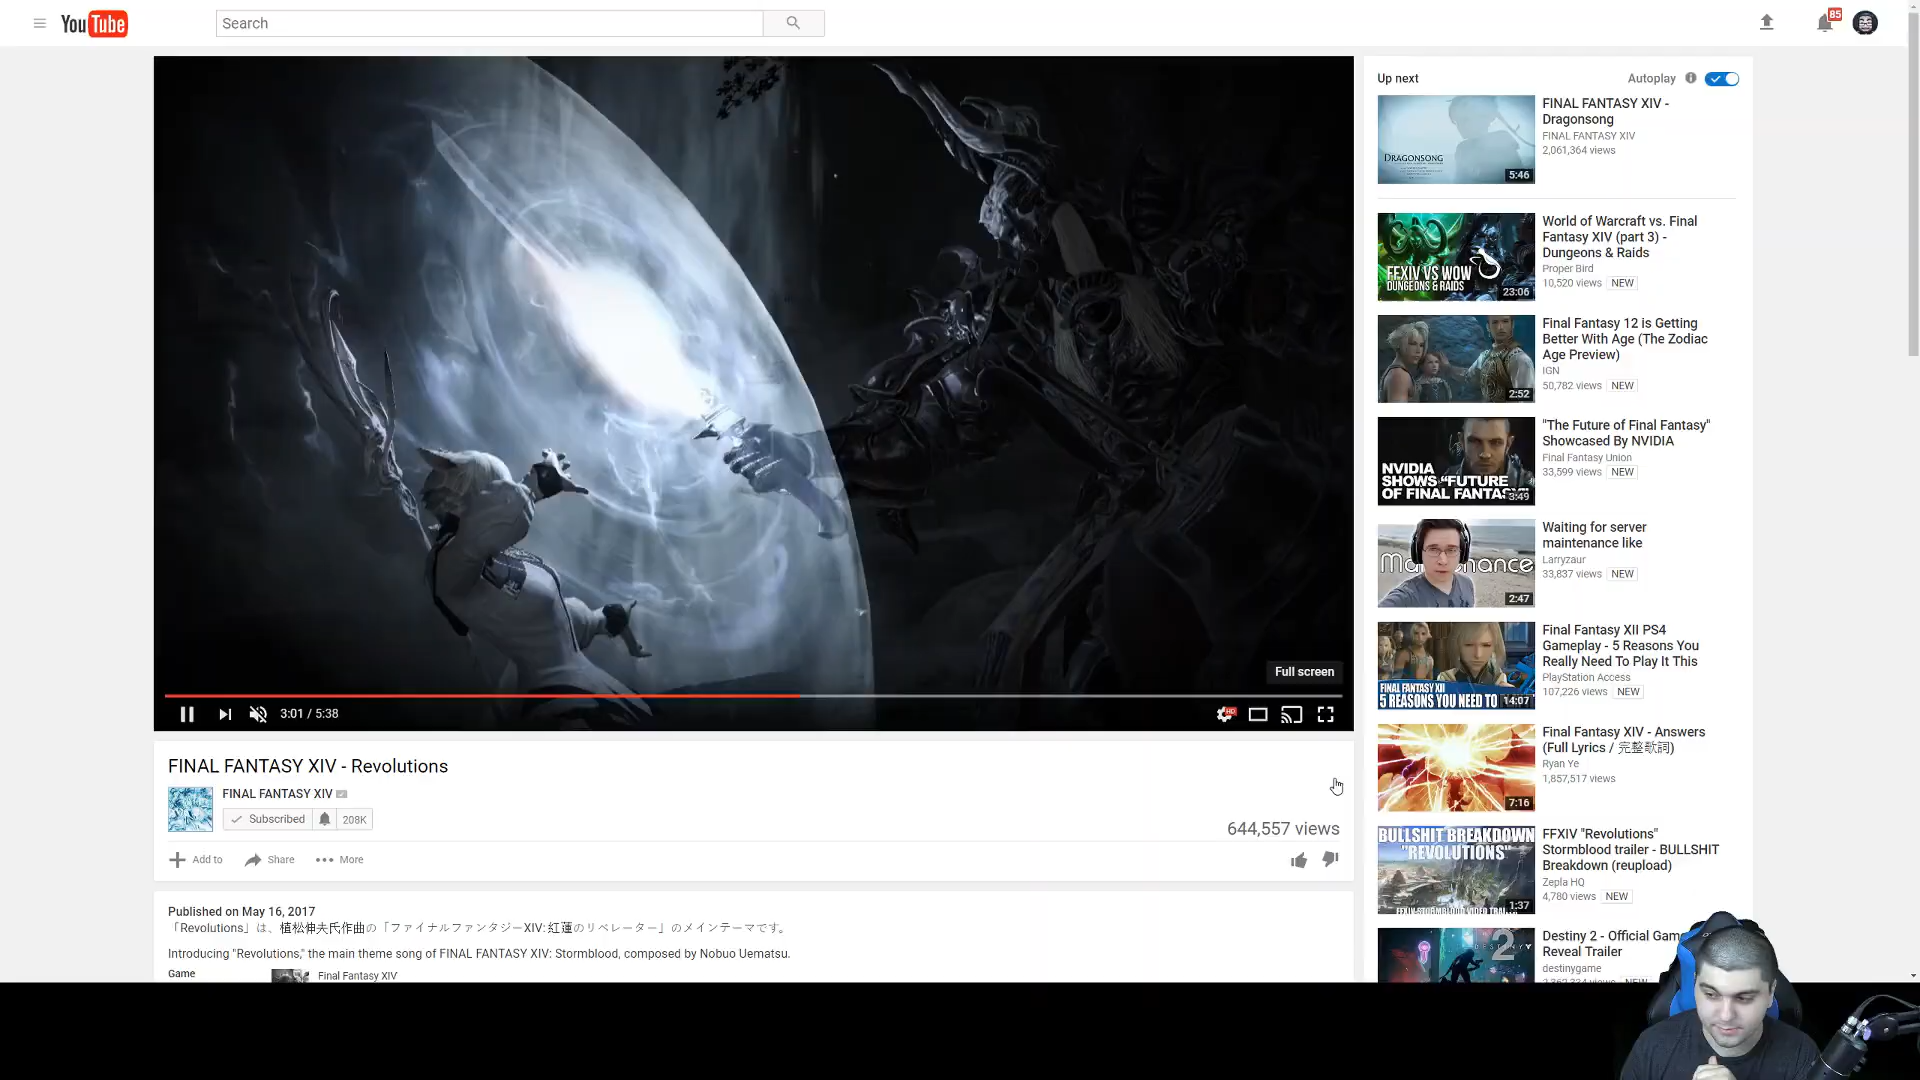 YouTube
Search
85
Full screen
3:01 / 5:38
HD
FINAL FANTASY XIV - Revolutions
FINAL FANTASY XIV
Subscribed
208K
644,557 views
Add to
Share
More
Published on May 16, 2017
「Revolutions」は、植松伸夫氏作曲の「ファイナルファンタジーXIV: 紅蓮のリベレーター」のメインテーマです。
Introducing "Revolutions," the main theme song of FINAL FANTASY XIV: Stormblood, composed by Nobuo Uematsu.
Game
Final Fantasy XIV
Up next
Autoplay
DRAGONSONG
5:46
FINAL FANTASY XIV -
Dragonsong
FINAL FANTASY XIV
2,061,364 views
FFXIV VS WOW
DUNGEONS & RAIDS
23:06
World of Warcraft vs. Final
Fantasy XIV (part 3) -
Dungeons & Raids
Proper Bird
10,520 views NEW
2:52
Final Fantasy 12 is Getting
Better With Age (The Zodiac
Age Preview)
IGN
50,782 views NEW
NVIDIA
SHOWS "FUTURE
OF FINAL FANTASY"
3:49
"The Future of Final Fantasy"
Showcased By NVIDIA
Final Fantasy Union
33,599 views NEW
2:47
Waiting for server
maintenance like
Larryzaur
33,837 views NEW
FINAL FANTASY XII
5 REASONS YOU NEED TO
14:07
Final Fantasy XII PS4
Gameplay - 5 Reasons You
Really Need To Play It This
PlayStation Access
107,226 views NEW
7:16
Final Fantasy XIV - Answers
(Full Lyrics / 完整歌詞)
Ryan Ye
1,857,517 views
BULLSHIT BREAKDOWN
"REVOLUTIONS"
1:37
FFXIV "Revolutions"
Stormblood trailer - BULLSHIT
Breakdown (reupload)
Zepla HQ
4,780 views NEW
2
Destiny 2 - Official Gam
Reveal Trailer
destinygame